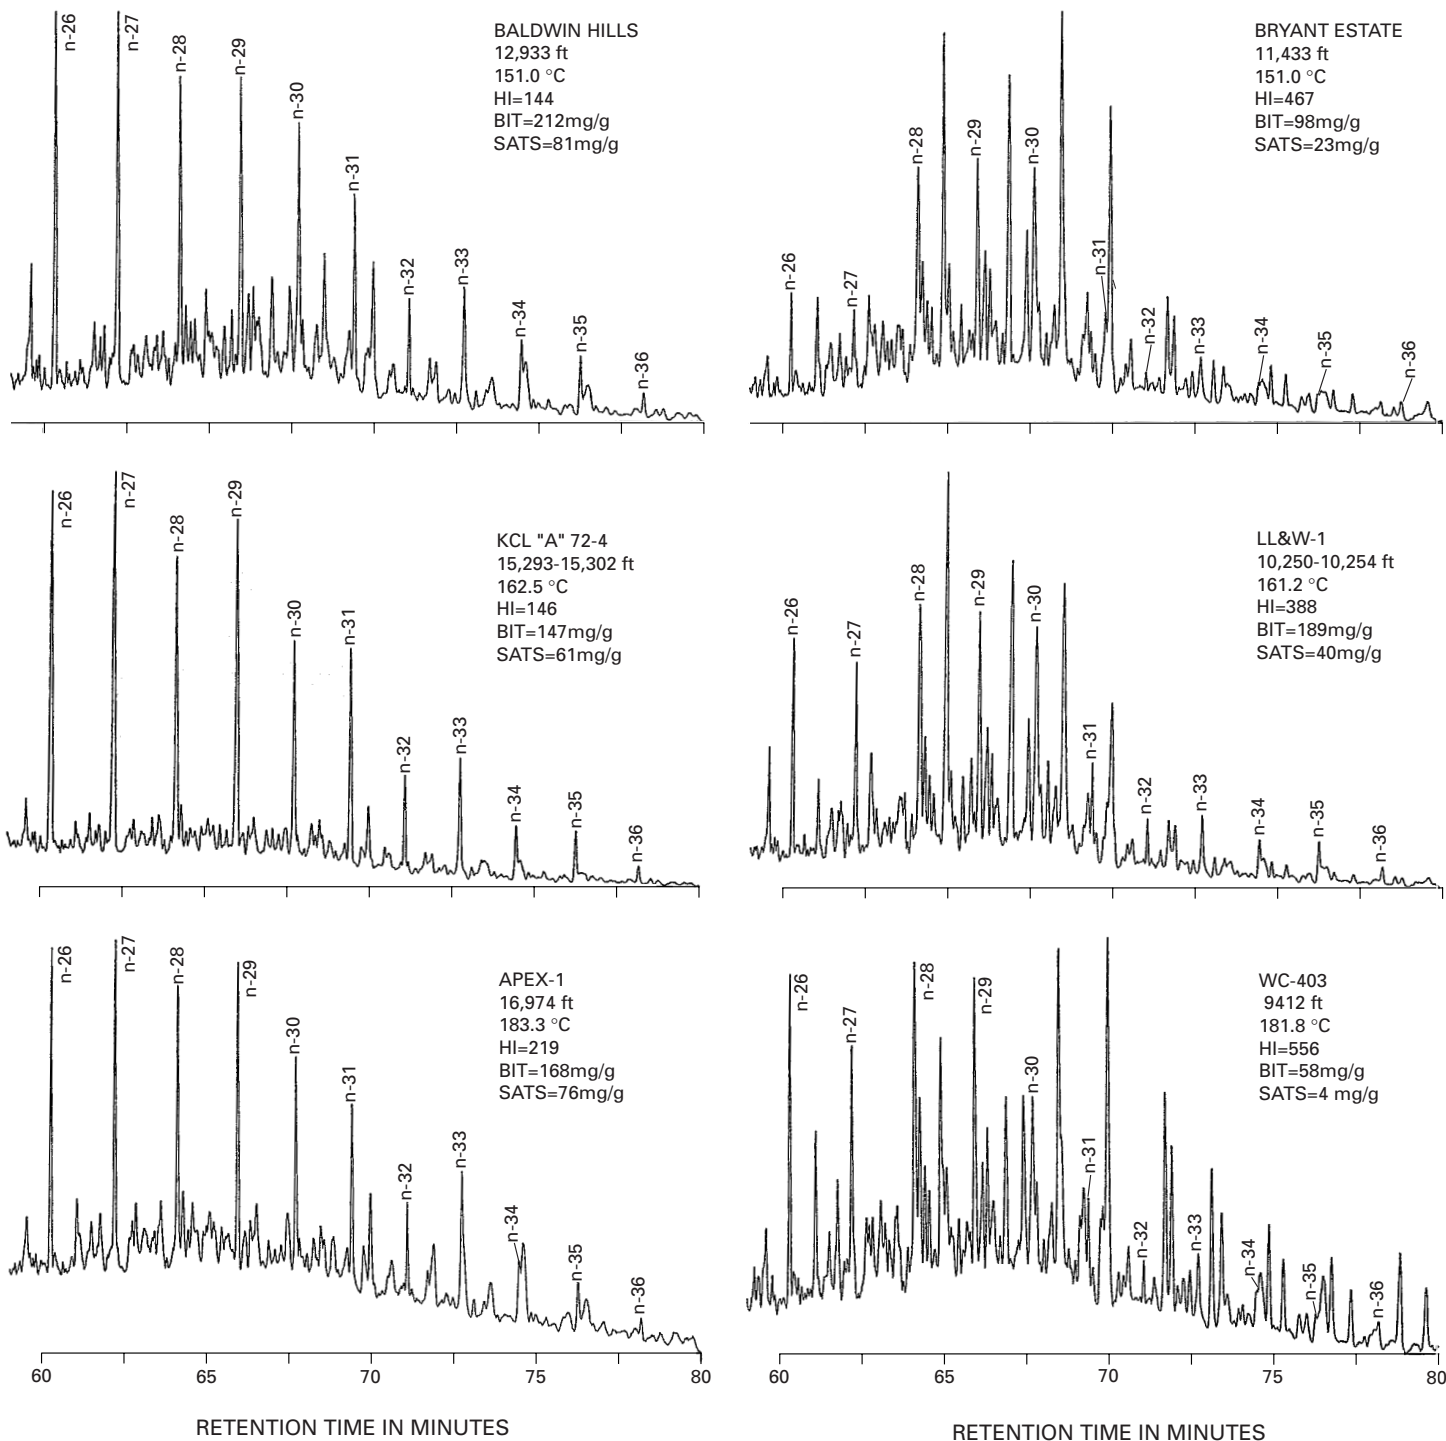 n-26
n-27
n-28
n-29
n-30
n-31
n-32
n-33
n-34
n-35
n-36
BALDWIN HILLS
12,933 ft
151.0 °C
HI=144
BIT=212mg/g
SATS=81mg/g
n-26
n-27
n-28
n-29
n-30
n-31
n-32
n-33
n-34
n-35
n-36
BRYANT ESTATE
11,433 ft
151.0 °C
HI=467
BIT=98mg/g
SATS=23mg/g
n-26
n-27
n-28
n-29
n-30
n-31
n-32
n-33
n-34
n-35
n-36
KCL "A" 72-4
15,293-15,302 ft
162.5 °C
HI=146
BIT=147mg/g
SATS=61mg/g
n-26
n-27
n-28
n-29
n-30
n-31
n-32
n-33
n-34
n-35
n-36
LL&W-1
10,250-10,254 ft
161.2 °C
HI=388
BIT=189mg/g
SATS=40mg/g
n-26
n-27
n-28
n-29
n-30
n-31
n-32
n-33
n-34
n-35
n-36
APEX-1
16,974 ft
183.3 °C
HI=219
BIT=168mg/g
SATS=76mg/g
60 65 70 75 80
RETENTION TIME IN MINUTES
n-26
n-27
n-28
n-29
n-30
n-31
n-32
n-33
n-34
n-35
n-36
WC-403
9412 ft
181.8 °C
HI=556
BIT=58mg/g
SATS=4 mg/g
60 65 70 75 80
RETENTION TIME IN MINUTES